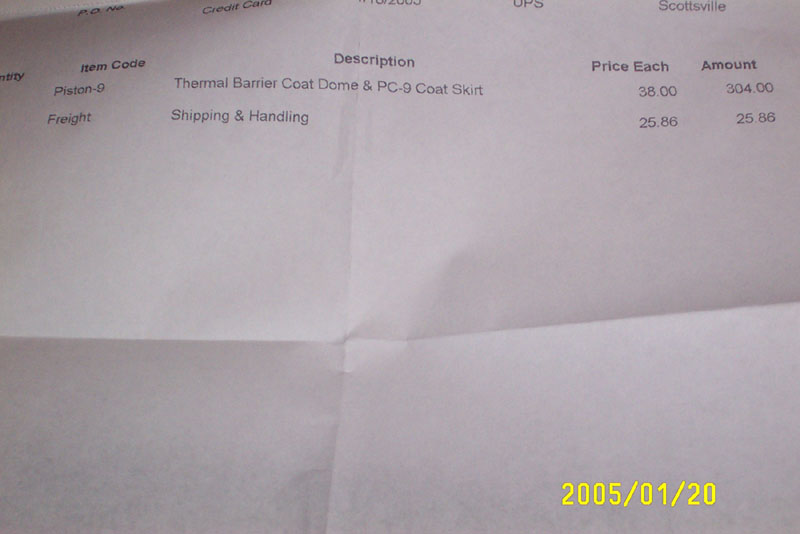 P.O. No. Credit Card UPS Scottsville
Item Code Description Price Each Amount
Piston-9 Thermal Barrier Coat Dome & PC-9 Coat Skirt 38.00 304.00
Freight Shipping & Handling 25.86 25.86
2005/01/20